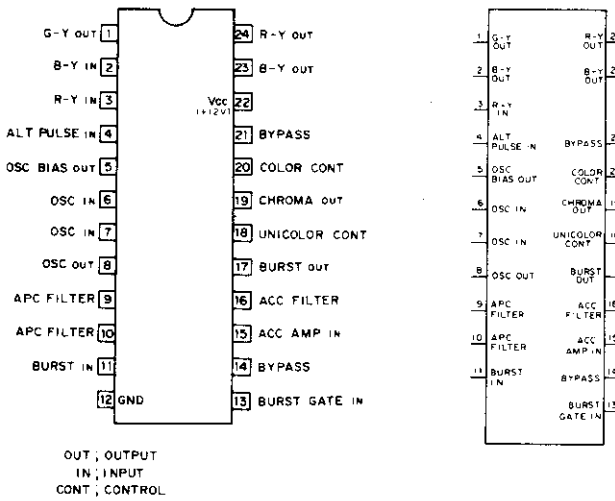 G-Y OUT 1
B-Y IN 2
R-Y IN 3
ALT PULSE IN 4
OSC BIAS OUT 5
OSC IN 6
OSC IN 7
OSC OUT 8
APC FILTER 9
APC FILTER 10
BURST IN 11
12 GND
24 R-Y OUT
23 B-Y OUT
Vcc 22
(+12V)
21 BYPASS
20 COLOR CONT
19 CHROMA OUT
18 UNICOLOR CONT
17 BURST OUT
16 ACC FILTER
15 ACC AMP IN
14 BYPASS
13 BURST GATE IN
OUT ; OUTPUT
IN ; INPUT
CONT ; CONTROL
1 G-Y
OUT
2 B-Y
OUT
3 R-Y
IN
4 ALT
PULSE IN
5 OSC
BIAS OUT
6
OSC IN
7
OSC IN
8
OSC OUT
9 APC
FILTER
10 APC
FILTER
11 BURST
IN
R-Y 2
OUT
B-Y 2
OUT
BYPASS 2
COLOR 2
CONT
CHROMA 1
OUT
UNICOLOR
CONT
BURST
OUT
ACC 16
FILTER
15
ACC
AMP IN
14
BYPASS
BURST 13
GATE IN